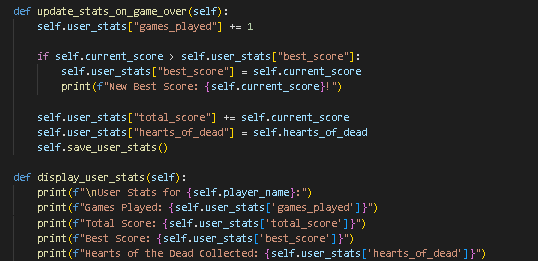 def update_stats_on_game_over(self):
    self.user_stats["games_played"] += 1

    if self.current_score > self.user_stats["best_score"]:
        self.user_stats["best_score"] = self.current_score
        print(f"New Best Score: {self.current_score}!")

    self.user_stats["total_score"] += self.current_score
    self.user_stats["hearts_of_dead"] = self.hearts_of_dead
    self.save_user_stats()

def display_user_stats(self):
    print(f"\nUser Stats for {self.player_name}:")
    print(f"Games Played: {self.user_stats['games_played']}")
    print(f"Total Score: {self.user_stats['total_score']}")
    print(f"Best Score: {self.user_stats['best_score']}")
    print(f"Hearts of the Dead Collected: {self.user_stats['hearts_of_dead']}")